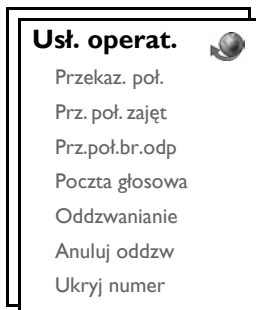 Usł. operat.
Przekaz. poł.
Prz. poł. zajęt
Prz.poł.br.odp
Poczta głosowa
Oddzwanianie
Anuluj oddzw
Ukryj numer